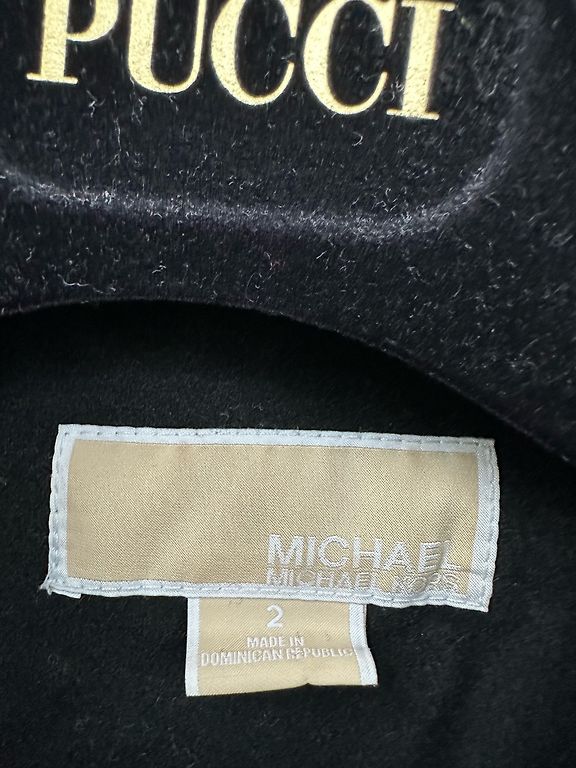 PUCCI
MICHAEL
MICHAEL KORS
2
MADE IN
DOMINICAN REPUBLIC